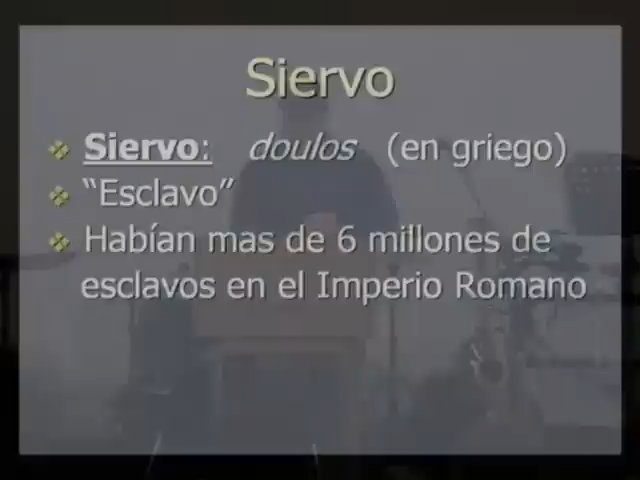 Siervo
Siervo: doulos (en griego)
“Esclavo”
Habían mas de 6 millones de
esclavos en el Imperio Romano